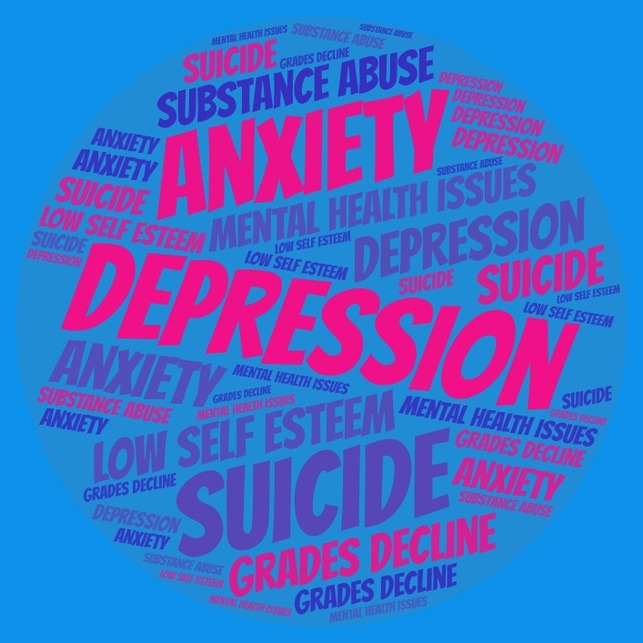 MENTAL HEALTH ISSUES
SUBSTANCE ABUSE
SUBSTANCE ABUSE
SUICIDE
GRADES DECLINE
SUBSTANCE ABUSE
DEPRESSION
DEPRESSION
DEPRESSION
DEPRESSION
ANXIETY
ANXIETY
ANXIETY
SUBSTANCE ABUSE
SUICIDE
MENTAL HEALTH ISSUES
LOW SELF ESTEEM
SUICIDE
DEPRESSION
LOW SELF ESTEEM
LOW SELF ESTEEM
DEPRESSION
SUICIDE
SUICIDE
LOW SELF ESTEEM
LOW SELF ESTEEM
DEPRESSION
ANXIETY
MENTAL HEALTH ISSUES
GRADES DECLINE
MENTAL HEALTH ISSUES
SUBSTANCE ABUSE
ANXIETY
SUICIDE
GRADES DECLINE
MENTAL HEALTH ISSUES
LOW SELF ESTEEM
GRADES DECLINE
GRADES DECLINE
ANXIETY
SUBSTANCE ABUSE
SUICIDE
DEPRESSION
ANXIETY
SUBSTANCE ABUSE
LOW SELF ESTEEM
GRADES DECLINE
GRADES DECLINE
MENTAL HEALTH ISSUES
MENTAL HEALTH ISSUES